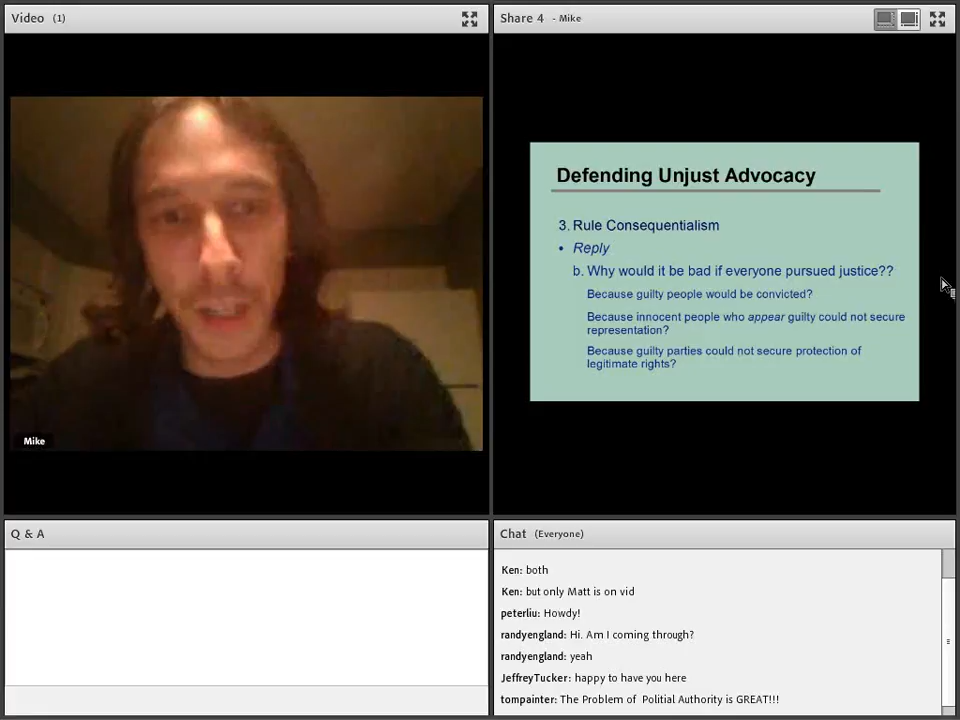 Video (1)
Mike
Share 4 - Mike
Defending Unjust Advocacy
3. Rule Consequentialism
• Reply
b. Why would it be bad if everyone pursued justice??
Because guilty people would be convicted?
Because innocent people who appear guilty could not secure
representation?
Because guilty parties could not secure protection of
legitimate rights?
Q & A
Chat (Everyone)
Ken: both
Ken: but only Matt is on vid
peterliu: Howdy!
randyengland: Hi. Am I coming through?
randyengland: yeah
JeffreyTucker: happy to have you here
tompainter: The Problem of Politial Authority is GREAT!!!